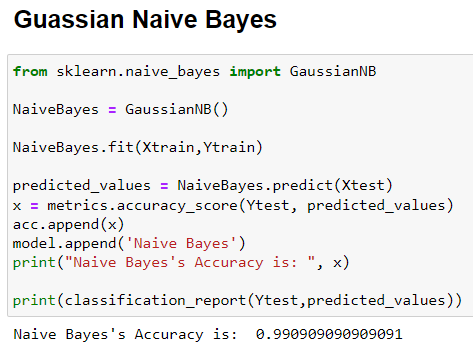 Guassian Naive Bayes
from sklearn.naive_bayes import GaussianNB
NaiveBayes = GaussianNB()
NaiveBayes.fit(Xtrain,Ytrain)
predicted_values = NaiveBayes.predict(Xtest)
x = metrics.accuracy_score(Ytest, predicted_values)
acc.append(x)
model.append('Naive Bayes')
print("Naive Bayes's Accuracy is: ", x)
print(classification_report(Ytest,predicted_values))
Naive Bayes's Accuracy is:  0.990909090909091